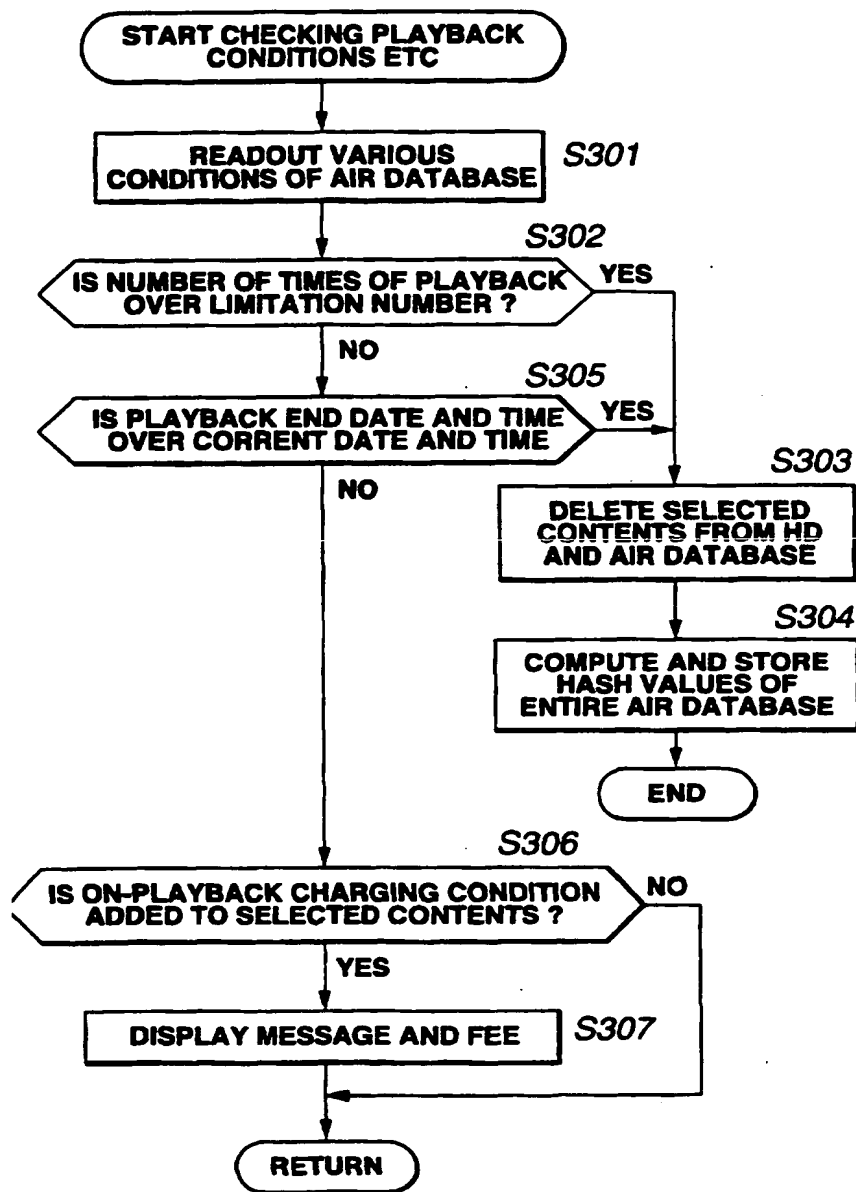 START CHECKING PLAYBACK
CONDITIONS ETC
READOUT VARIOUS
CONDITIONS OF AIR DATABASE
S301
S302
IS NUMBER OF TIMES OF PLAYBACK
OVER LIMITATION NUMBER ?
YES
NO
S305
IS PLAYBACK END DATE AND TIME
OVER CORRENT DATE AND TIME
YES
NO
S303
DELETE SELECTED
CONTENTS FROM HD
AND AIR DATABASE
S304
COMPUTE AND STORE
HASH VALUES OF
ENTIRE AIR DATABASE
END
S306
IS ON-PLAYBACK CHARGING CONDITION
ADDED TO SELECTED CONTENTS ?
NO
YES
DISPLAY MESSAGE AND FEE
S307
RETURN